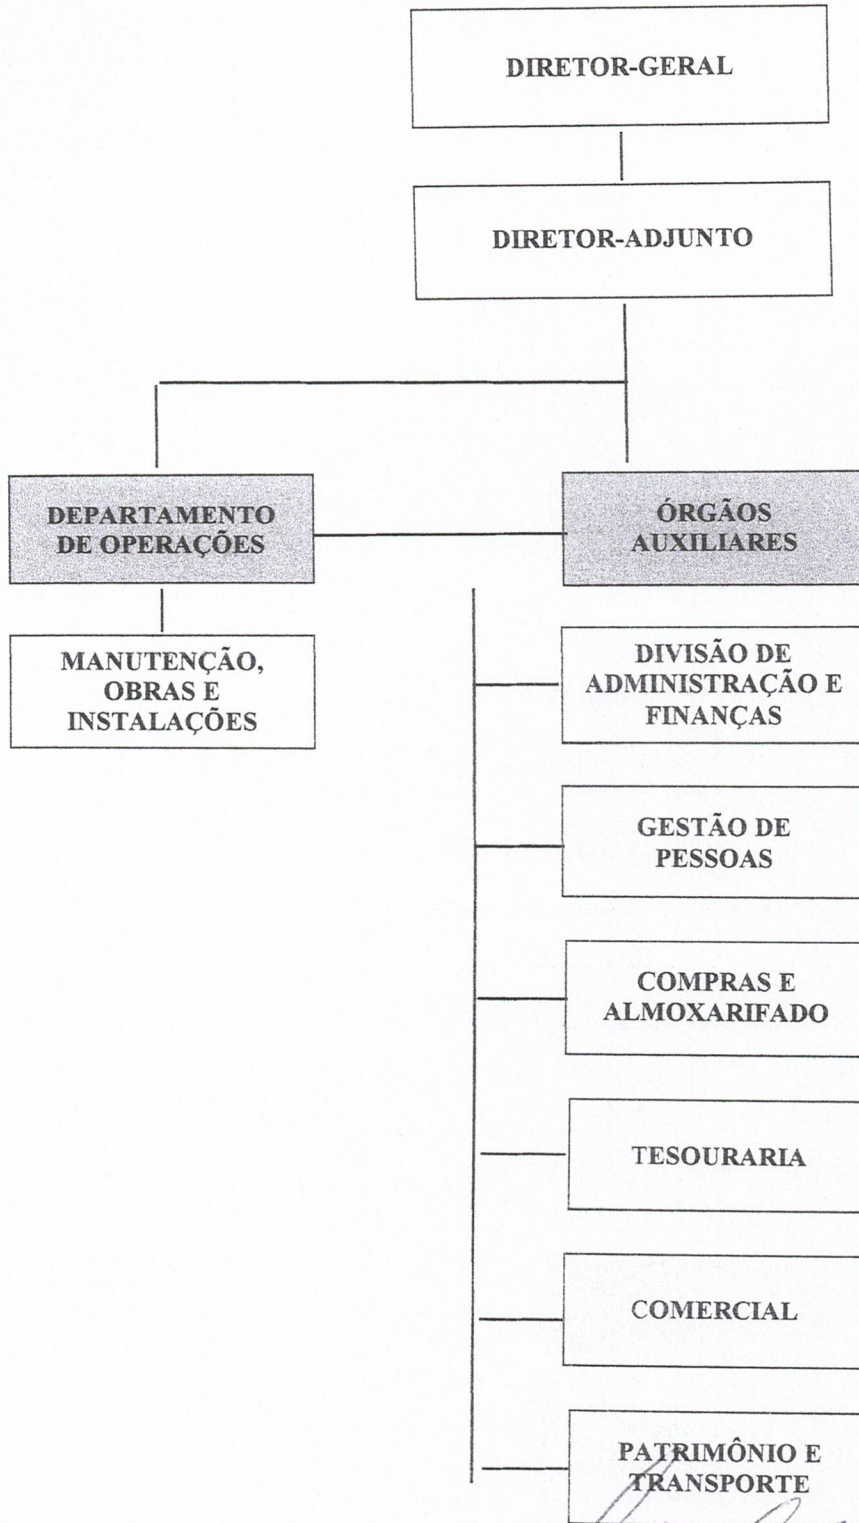 DIRETOR-GERAL
DIRETOR-ADJUNTO
DEPARTAMENTO
DE OPERAÇÕES
ÓRGÃOS
AUXILIARES
MANUTENÇÃO,
OBRAS E
INSTALAÇÕES
DIVISÃO DE
ADMINISTRAÇÃO E
FINANÇAS
GESTÃO DE
PESSOAS
COMPRAS E
ALMOXARIFADO
TESOURARIA
COMERCIAL
PATRIMÔNIO E
TRANSPORTE